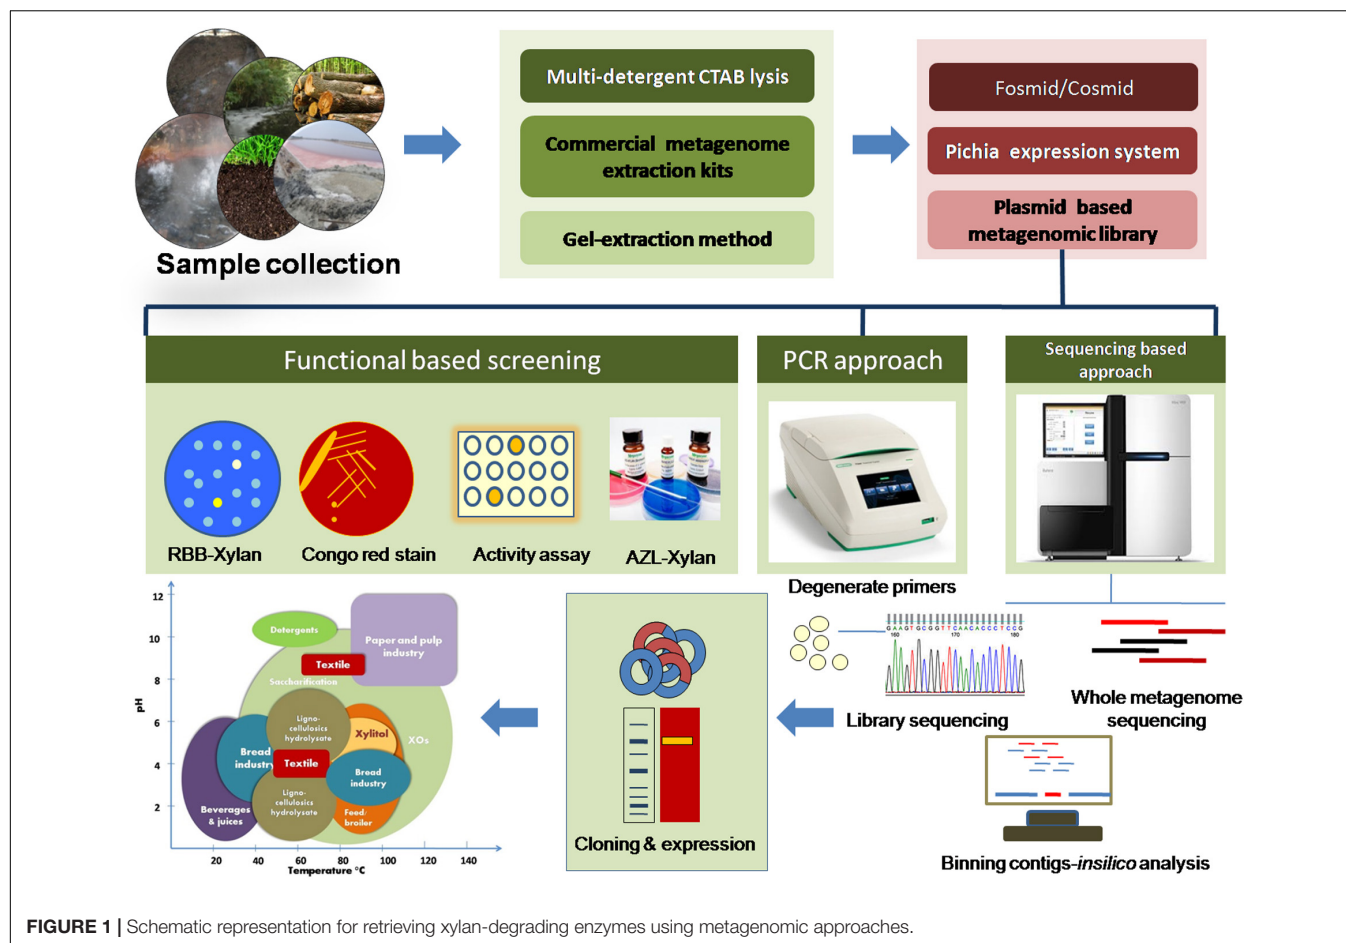 Multi-detergent CTAB lysis
Commercial metagenome
extraction kits
Gel-extraction method
Fosmid/Cosmid
Pichia expression system
Plasmid based
metagenomic library
Sample collection
Functional based screening
RBB-Xylan
Congo red stain
Activity assay
AZL-Xylan
PCR approach
Degenerate primers
Sequencing based
approach
GAAGTGCGGTTCAACACCCTCCG
160 170 180
Library sequencing
Whole metagenome
sequencing
Binning contigs-insilico analysis
Cloning & expression
12
10
8
6
4
2
pH
20 40 60 80 100 120 140
Temperature °C
Detergents
Paper and pulp
industry
Textile
Saccharification
Ligno-
cellulosics
hydrolysate
Xylitol
XOs
Bread
industry
Textile
Bread
industry
Ligno-
cellulosics
hydrolysate
Beverages
& juices
Feed/
broiler
FIGURE 1 | Schematic representation for retrieving xylan-degrading enzymes using metagenomic approaches.